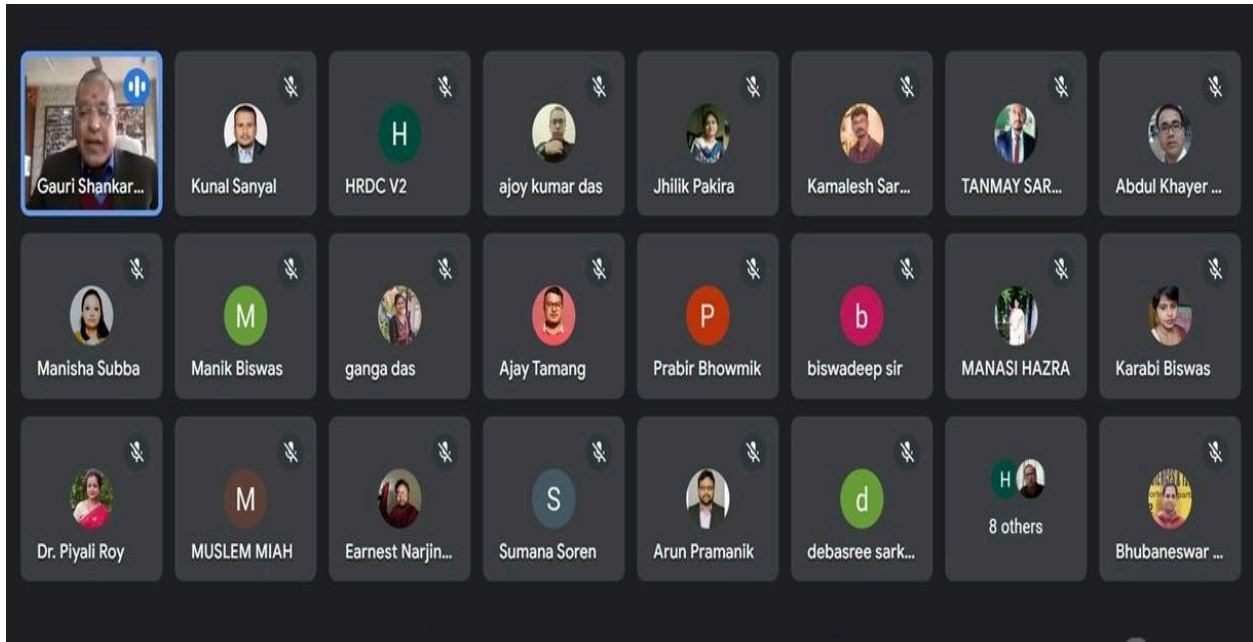 Gauri Shankar...
Kunal Sanyal
H
HRDC V2
ajoy kumar das
Jhilik Pakira
Kamalesh Sar...
TANMAY SAR...
Abdul Khayer ...
Manisha Subba
M
Manik Biswas
ganga das
Ajay Tamang
P
Prabir Bhowmik
b
biswadeep sir
MANASI HAZRA
Karabi Biswas
Dr. Piyali Roy
M
MUSLEM MIAH
Earnest Narjin...
S
Sumana Soren
Arun Pramanik
d
debasree sark...
H
8 others
Bhubaneswar ...